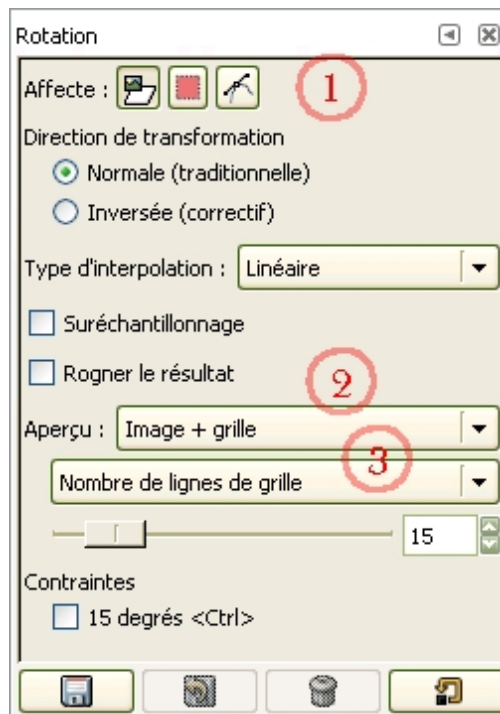 Rotation
Affecte :
1
Direction de transformation
Normale (traditionnelle)
Inversée (correctif)
Type d'interpolation : Linéaire
Suréchantillonnage
Rogner le résultat
2
Aperçu : Image + grille
3
Nombre de lignes de grille
15
Contraintes
15 degrés <Ctrl>